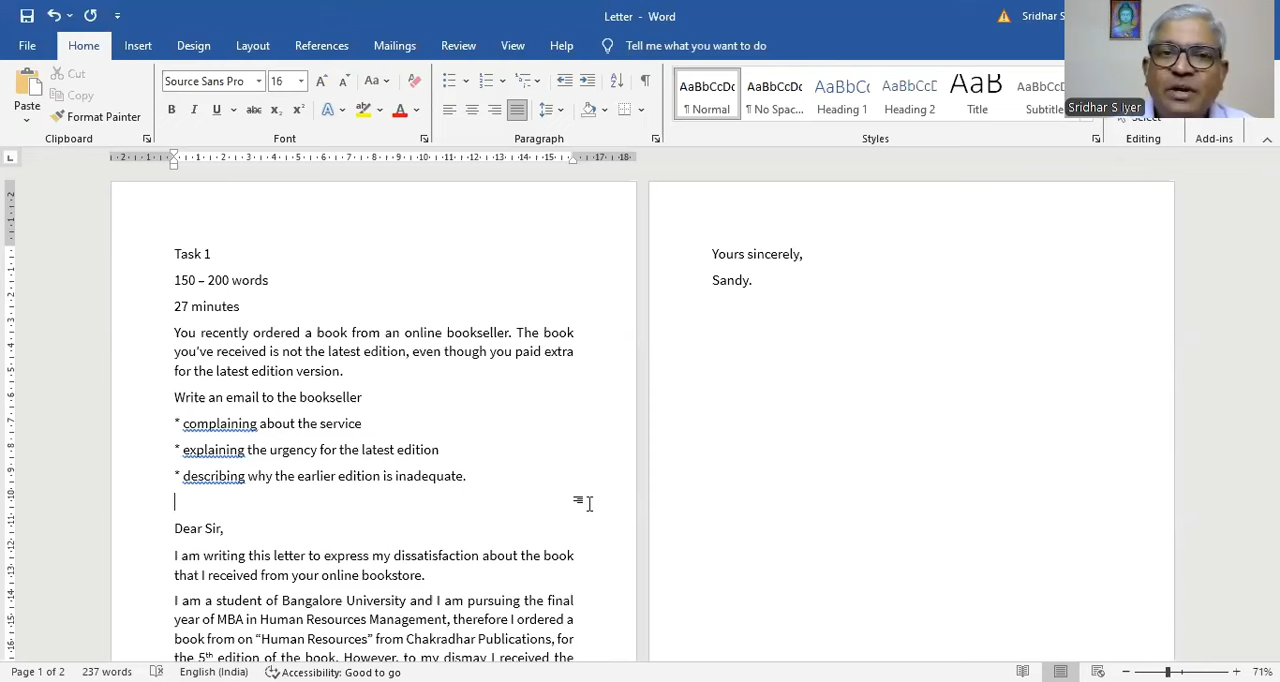 Letter - Word
Sridhar S
File Home Insert Design Layout References Mailings Review View Help Tell me what you want to do
Sridhar S Iyer
Paste
Cut
Copy
Format Painter
Source Sans Pro 16
AaBbCcDc AaBbCcDc AaBbCcD AaBbCcD AaB AaBbCcD
¶ Normal ¶ No Spac... Heading 1 Heading 2 Title Subtitle
Select
Clipboard Font Paragraph Styles Editing Add-ins
Task 1
150 – 200 words
27 minutes
You recently ordered a book from an online bookseller. The book
you've received is not the latest edition, even though you paid extra
for the latest edition version.
Write an email to the bookseller
* complaining about the service
* explaining the urgency for the latest edition
* describing why the earlier edition is inadequate.
Dear Sir,
I am writing this letter to express my dissatisfaction about the book
that I received from your online bookstore.
I am a student of Bangalore University and I am pursuing the final
year of MBA in Human Resources Management, therefore I ordered a
book from on “Human Resources” from Chakradhar Publications, for
the 5th edition of the book. However, to my dismay I received the
Yours sincerely,
Sandy.
Page 1 of 2 237 words English (India) Accessibility: Good to go 71%